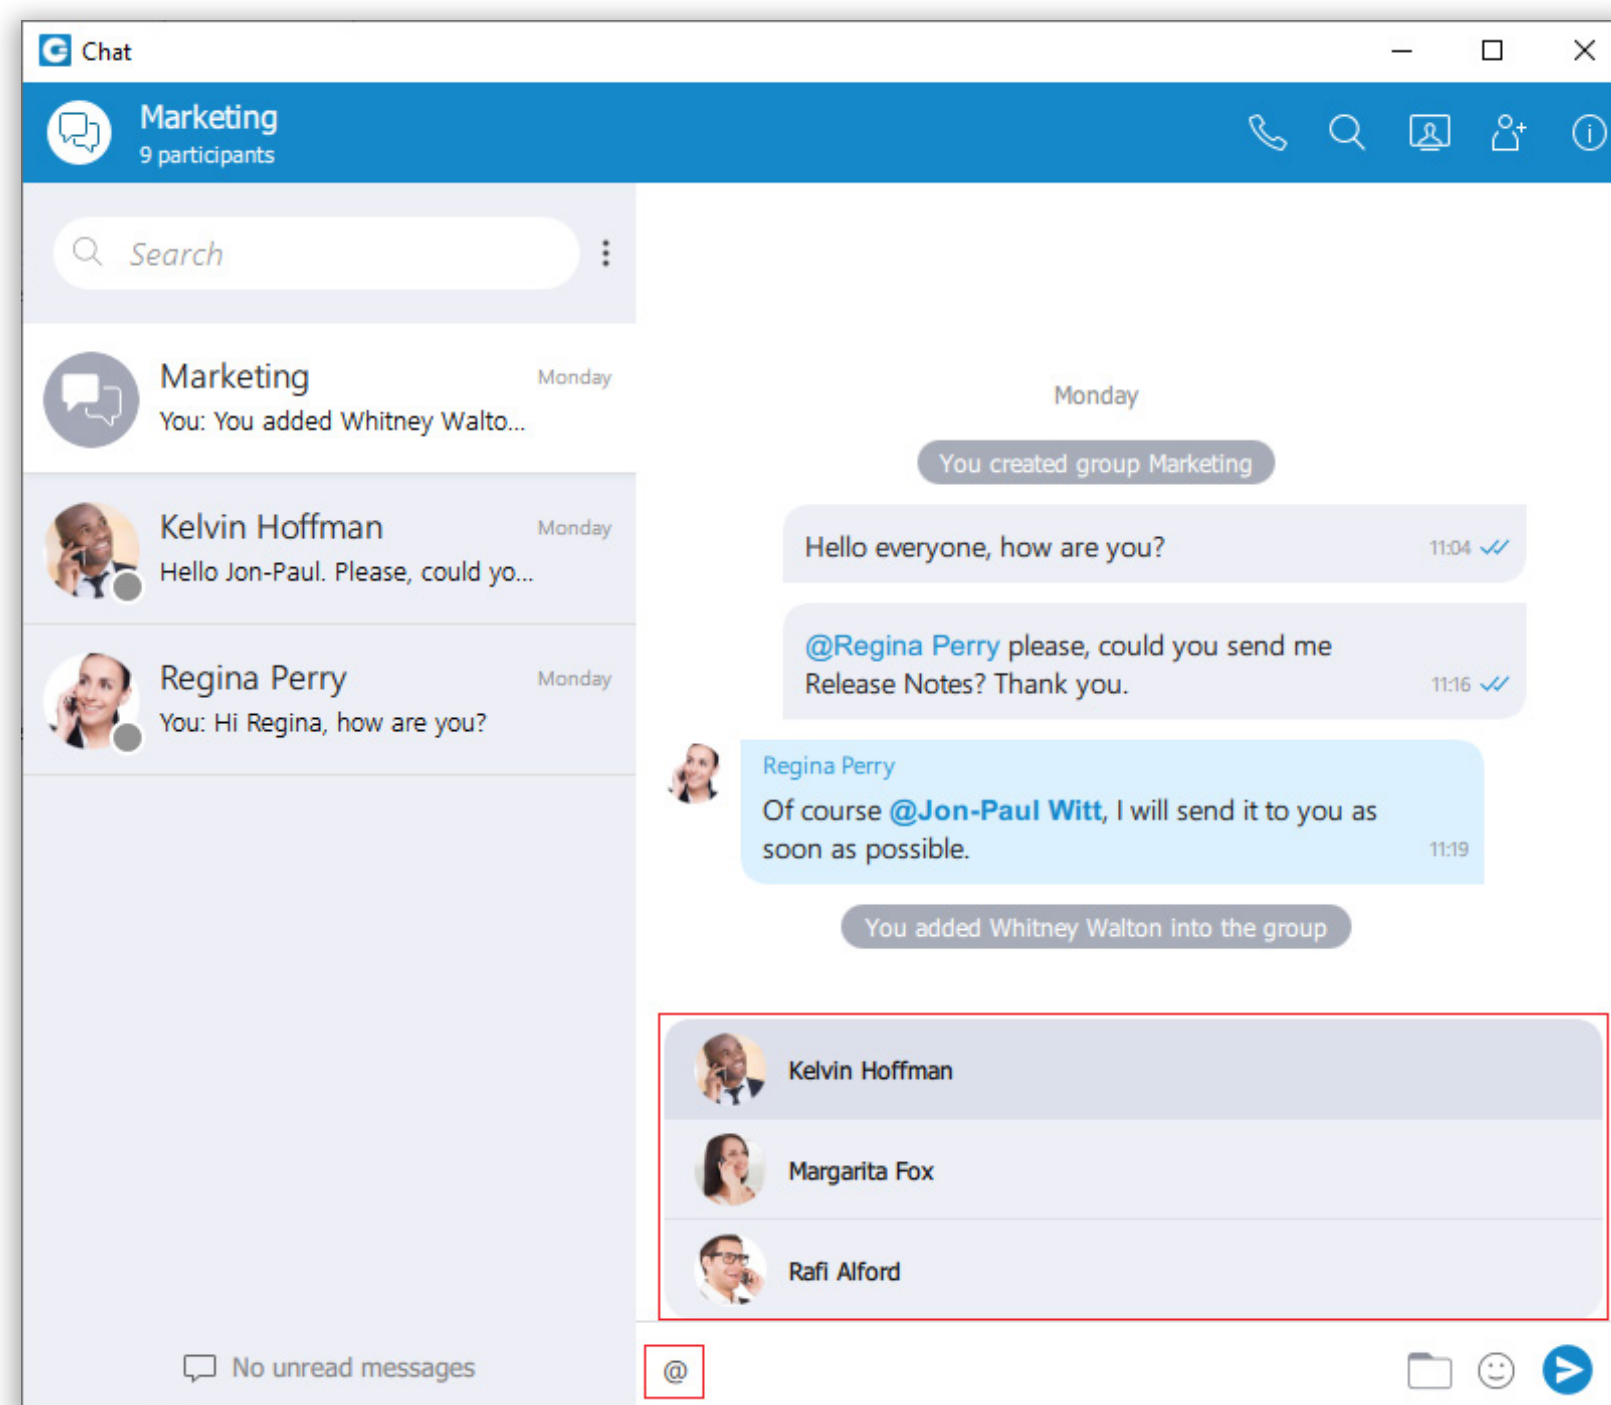 Chat
Marketing
9 participants
Search
Marketing
Monday
You: You added Whitney Walto...
Kelvin Hoffman
Monday
Hello Jon-Paul. Please, could yo...
Regina Perry
Monday
You: Hi Regina, how are you?
No unread messages
Monday
You created group Marketing
Hello everyone, how are you?
11:04
@Regina Perry please, could you send me
Release Notes? Thank you.
11:16
Regina Perry
Of course @Jon-Paul Witt, I will send it to you as
soon as possible.
11:19
You added Whitney Walton into the group
Kelvin Hoffman
Margarita Fox
Rafi Alford
@